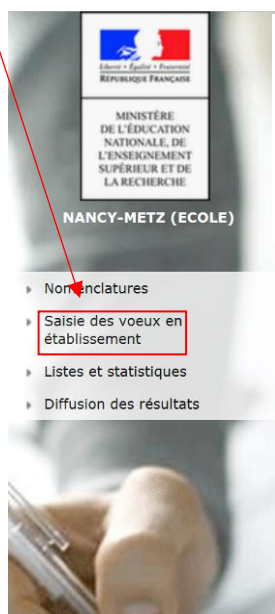 Liberté • Égalité • Fraternité
RÉPUBLIQUE FRANÇAISE
MINISTÈRE
DE L'ÉDUCATION
NATIONALE, DE
L'ENSEIGNEMENT
SUPÉRIEUR ET DE
LA RECHERCHE
NANCY-METZ (ECOLE)
Nomenclatures
Saisie des voeux en
établissement
Listes et statistiques
Diffusion des résultats